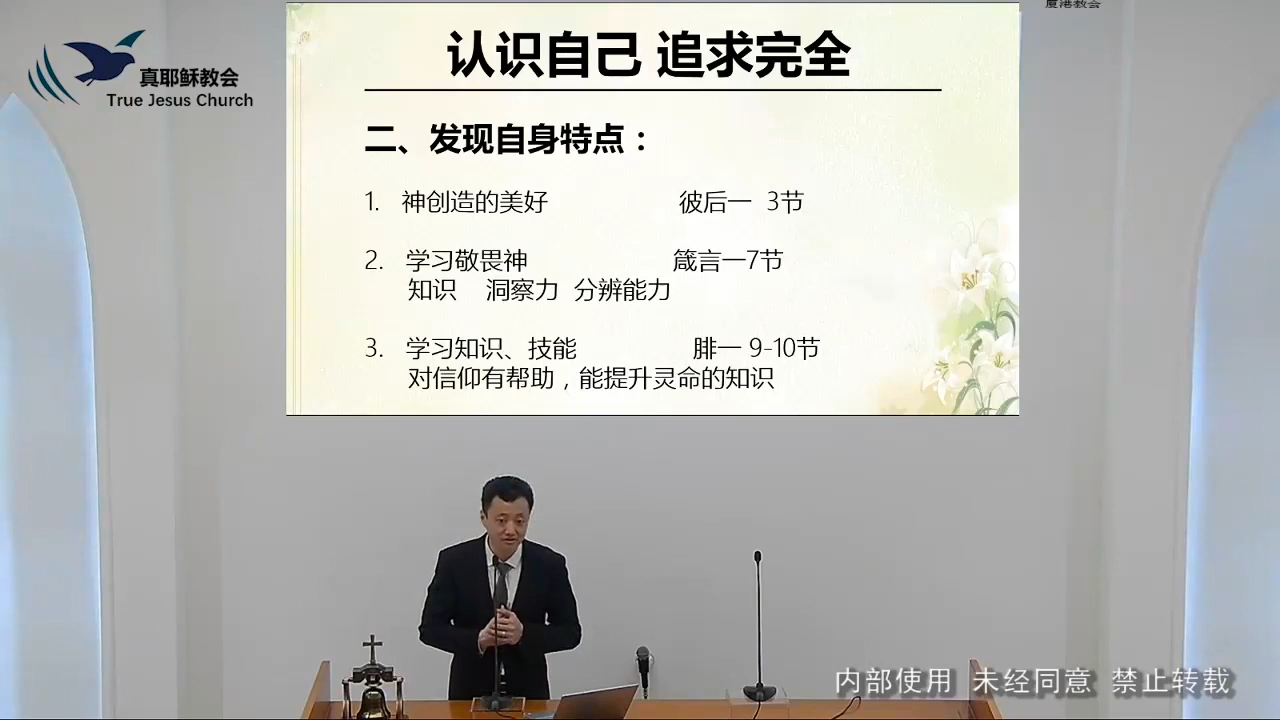 厦港教会
真耶稣教会
True Jesus Church
认识自己 追求完全
二、发现自身特点：
1. 神创造的美好 彼后一 3节
2. 学习敬畏神 箴言一7节
知识 洞察力 分辨能力
3. 学习知识、技能 腓一 9-10节
对信仰有帮助，能提升灵命的知识
内部使用 未经同意 禁止转载